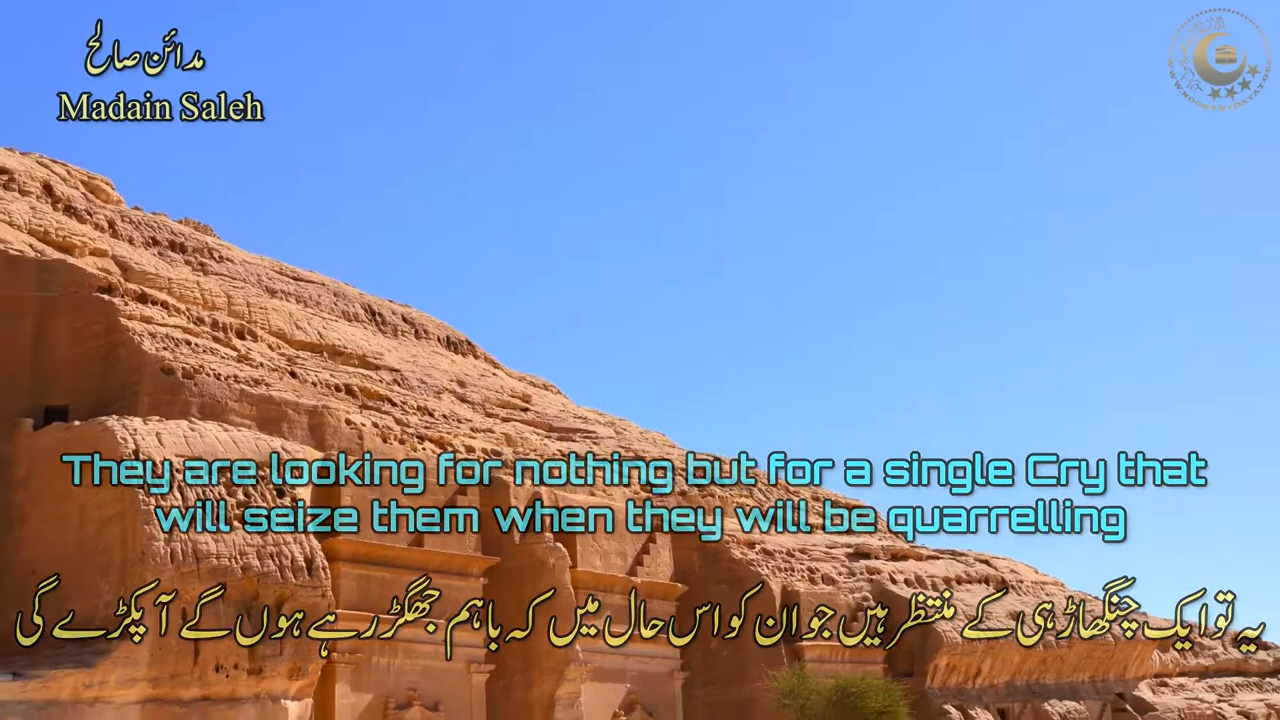 مدائن صالح
Madain Saleh
They are looking for nothing but for a single Cry that
will seize them when they will be quarrelling
یہ تو ایک چنگھاڑ ہی کے منتظر ہیں جو ان کو اس حال میں کہ باہم جھگڑ رہے ہوں گے آ پکڑے گی